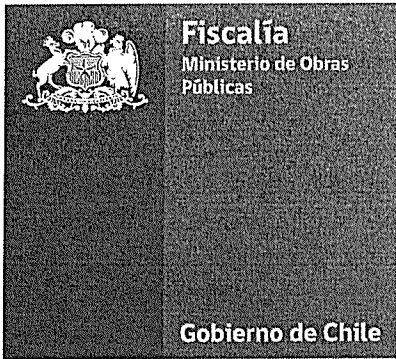 Fiscalía
Ministerio de Obras
Públicas
Gobierno de Chile